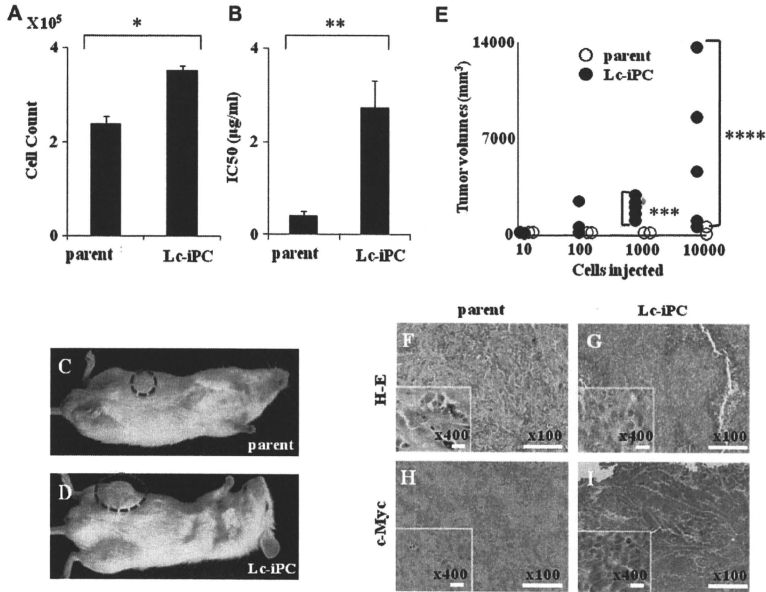 A
X10⁵
*
4
2
0
Cell Count
parent
Lc-iPC
B
**
4
2
0
IC50 (µg/ml)
parent
Lc-iPC
E
14000
7000
0
Tumor volumes (mm³)
parent
Lc-iPC
***
****
10
100
1000
10000
Cells injected
C
parent
D
Lc-iPC
parent
Lc-iPC
H-E
F
x400
x100
G
x400
x100
c-Myc
H
x400
x100
I
x400
x100